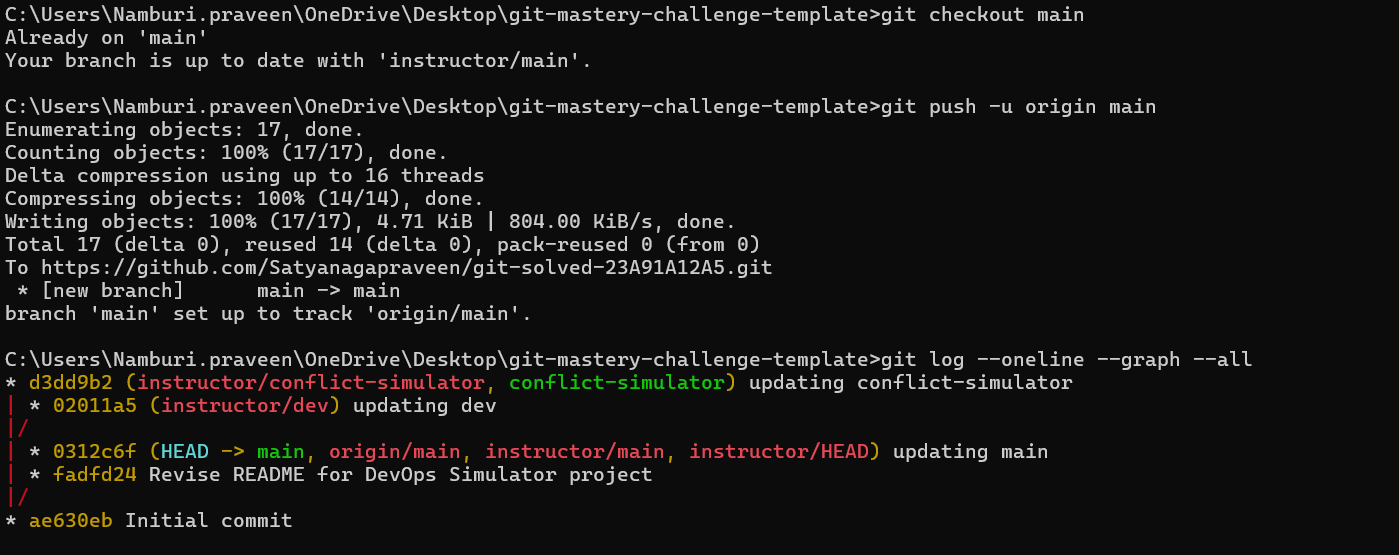 C:\Users\Namburi.praveen\OneDrive\Desktop\git-mastery-challenge-template>git checkout main
Already on 'main'
Your branch is up to date with 'instructor/main'.
C:\Users\Namburi.praveen\OneDrive\Desktop\git-mastery-challenge-template>git push -u origin main
Enumerating objects: 17, done.
Counting objects: 100% (17/17), done.
Delta compression using up to 16 threads
Compressing objects: 100% (14/14), done.
Writing objects: 100% (17/17), 4.71 KiB | 804.00 KiB/s, done.
Total 17 (delta 0), reused 14 (delta 0), pack-reused 0 (from 0)
To https://github.com/Satyanagapraveen/git-solved-23A91A12A5.git
 * [new branch]      main -> main
branch 'main' set up to track 'origin/main'.
C:\Users\Namburi.praveen\OneDrive\Desktop\git-mastery-challenge-template>git log --oneline --graph --all
* d3dd9b2 (instructor/conflict-simulator, conflict-simulator) updating conflict-simulator
| * 02011a5 (instructor/dev) updating dev
|/
| * 0312c6f (HEAD -> main, origin/main, instructor/main, instructor/HEAD) updating main
| * fadfd24 Revise README for DevOps Simulator project
|/
* ae630eb Initial commit